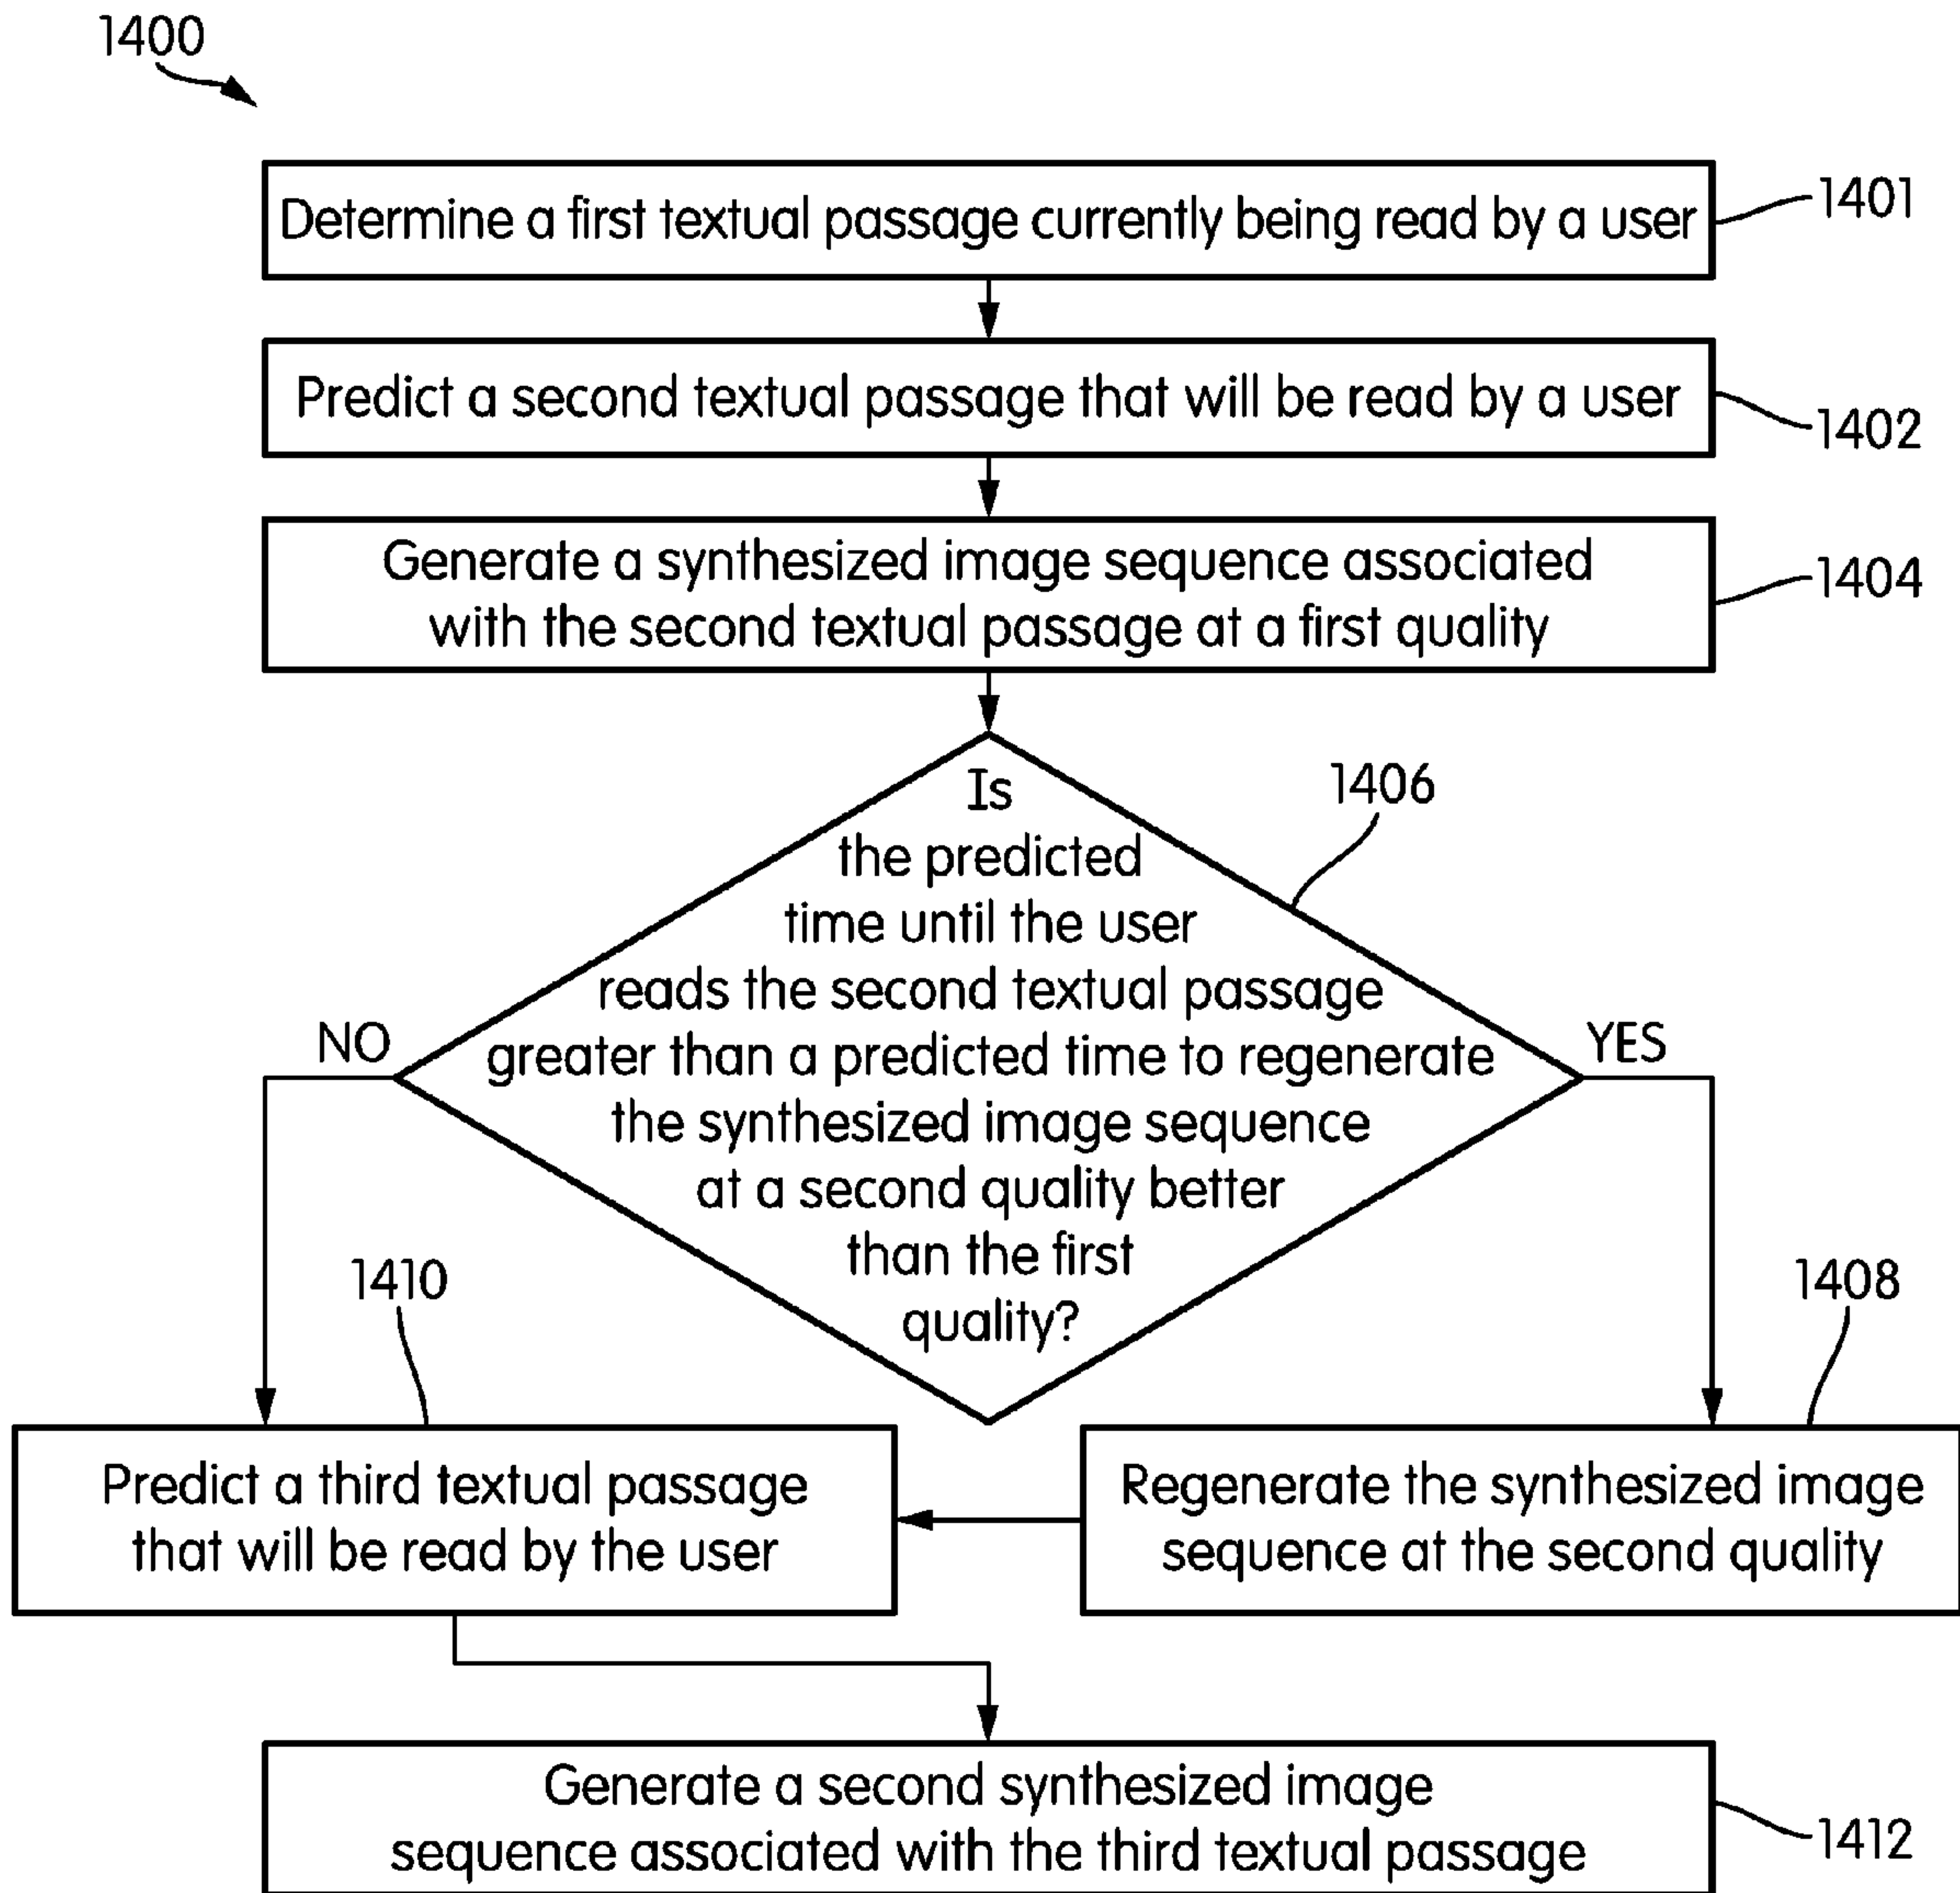 1400
Determine a first textual passage currently being read by a user
1401
Predict a second textual passage that will be read by a user
1402
Generate a synthesized image sequence associated
with the second textual passage at a first quality
1404
Is
the predicted
time until the user
reads the second textual passage
greater than a predicted time to regenerate
the synthesized image sequence
at a second quality better
than the first
quality?
1406
NO
YES
1410
1408
Predict a third textual passage
that will be read by the user
Regenerate the synthesized image
sequence at the second quality
Generate a second synthesized image
sequence associated with the third textual passage
1412